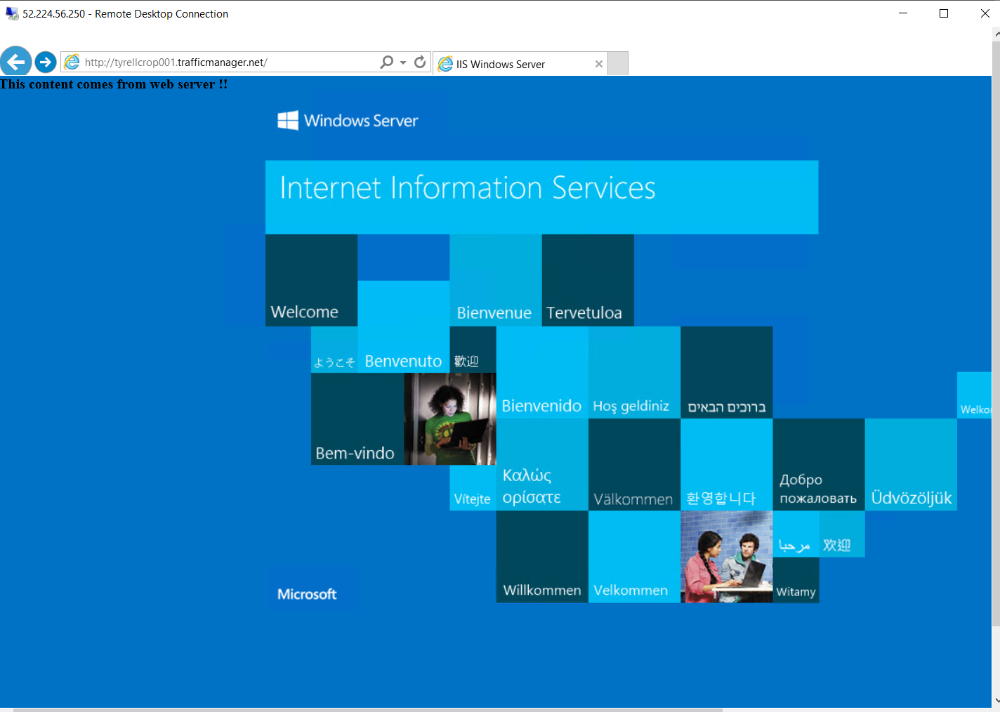 52.224.56.250 - Remote Desktop Connection
http://tyrellcrop001.trafficmanager.net/
IIS Windows Server
This content comes from web server !!
Windows Server
Internet Information Services
Welcome
Bienvenue
Tervetuloa
ようこそ
Benvenuto
歡迎
Bienvenido
Hoş geldiniz
ברוכים הבאים
Welko
Bem-vindo
Vítejte
Καλώς
ορίσατε
Välkommen
환영합니다
Добро
пожаловать
Üdvözöljük
مرحبا
欢迎
Microsoft
Willkommen
Velkommen
Witamy